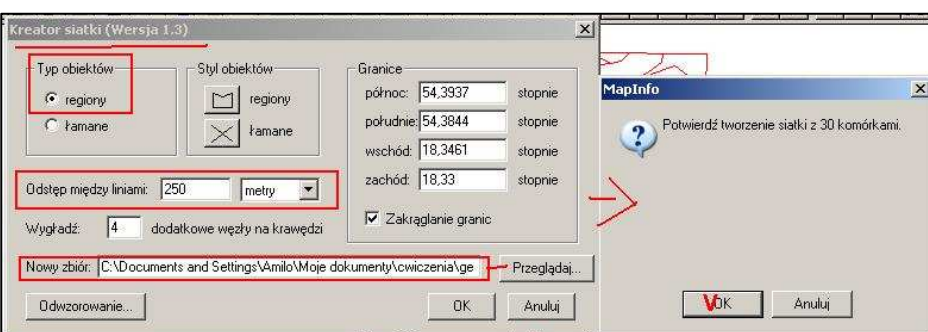 Kreator siatki (Wersja 1.3)
Typ obiektów
regiony
łamane
Styl obiektów
regiony
łamane
Granice
północ: 54,3937 stopnie
południe: 54,3844 stopnie
wschód: 18,3461 stopnie
zachód: 18,33 stopnie
Zakrąglanie granic
Odstęp między liniami: 250 metry
Wygładź: 4 dodatkowe węzły na krawędzi
Nowy zbiór: C:\Documents and Settings\Amilo\Moje dokumenty\cwiczenia\ge Przeglądaj...
Odwzorowanie... OK Anuluj
MapInfo
Potwierdź tworzenie siatki z 30 komórkami.
OK Anuluj